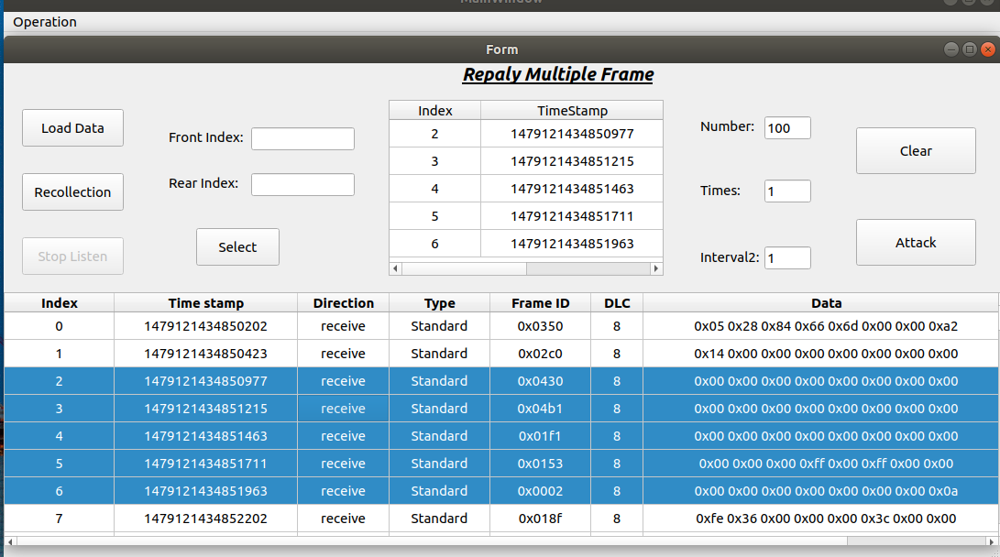 MainWindow
Operation
Form
Repaly Multiple Frame
Load Data
Recollection
Stop Listen
Front Index:
Rear Index:
Select
Index TimeStamp
2 1479121434850977
3 1479121434851215
4 1479121434851463
5 1479121434851711
6 1479121434851963
Number: 100
Times: 1
Interval2: 1
Clear
Attack
Index Time stamp Direction Type Frame ID DLC Data
0 1479121434850202 receive Standard 0x0350 8 0x05 0x28 0x84 0x66 0x6d 0x00 0x00 0xa2
1 1479121434850423 receive Standard 0x02c0 8 0x14 0x00 0x00 0x00 0x00 0x00 0x00 0x00
2 1479121434850977 receive Standard 0x0430 8 0x00 0x00 0x00 0x00 0x00 0x00 0x00 0x00
3 1479121434851215 receive Standard 0x04b1 8 0x00 0x00 0x00 0x00 0x00 0x00 0x00 0x00
4 1479121434851463 receive Standard 0x01f1 8 0x00 0x00 0x00 0x00 0x00 0x00 0x00 0x00
5 1479121434851711 receive Standard 0x0153 8 0x00 0x00 0x00 0xff 0x00 0xff 0x00 0x00
6 1479121434851963 receive Standard 0x0002 8 0x00 0x00 0x00 0x00 0x00 0x00 0x00 0x0a
7 1479121434852202 receive Standard 0x018f 8 0xfe 0x36 0x00 0x00 0x00 0x3c 0x00 0x00